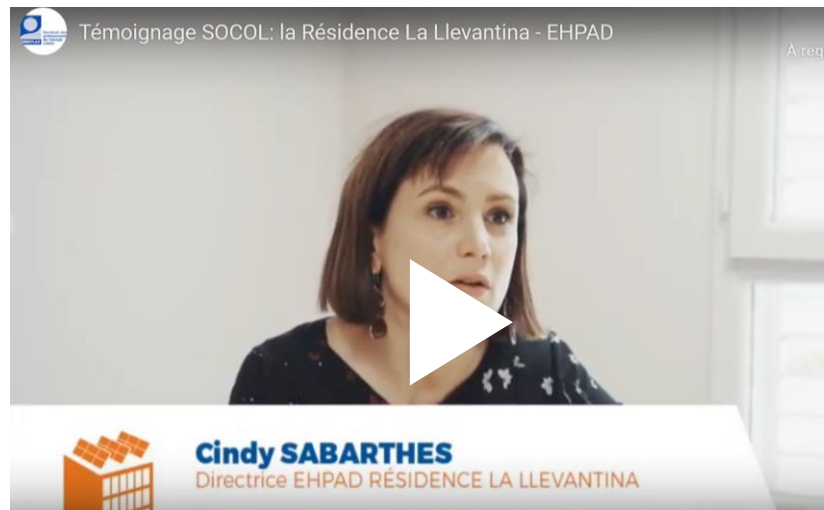 Témoignage SOCOL: la Résidence La Llevantina - EHPAD
Cindy SABARTHES
Directrice EHPAD RÉSIDENCE LA LLEVANTINA